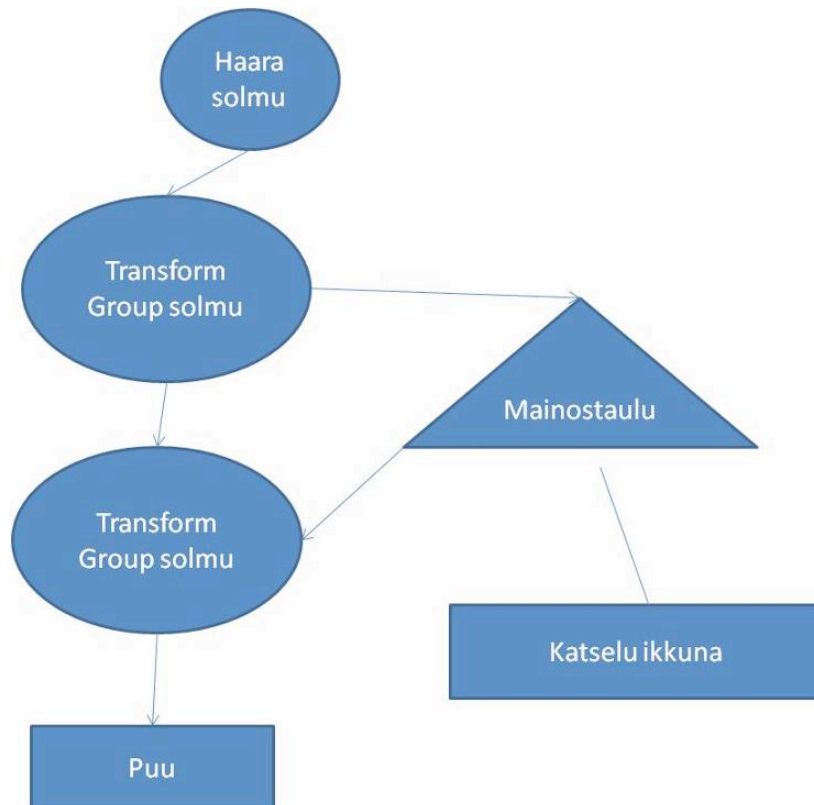 Haara
solmu
Transform
Group solmu
Mainostaulu
Transform
Group solmu
Katselu ikkuna
Puu